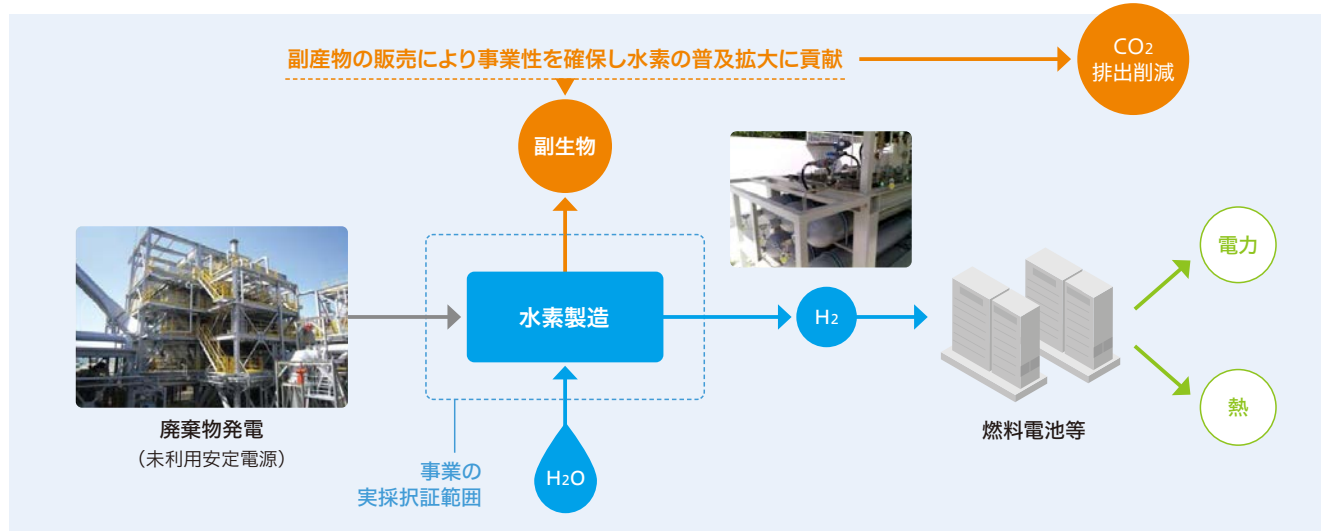 副産物の販売により事業性を確保し水素の普及拡大に貢献
CO2
排出削減
副生物
水素製造
H2
電力
熱
廃棄物発電
（未利用安定電源）
事業の
実採択証範囲
H2O
燃料電池等